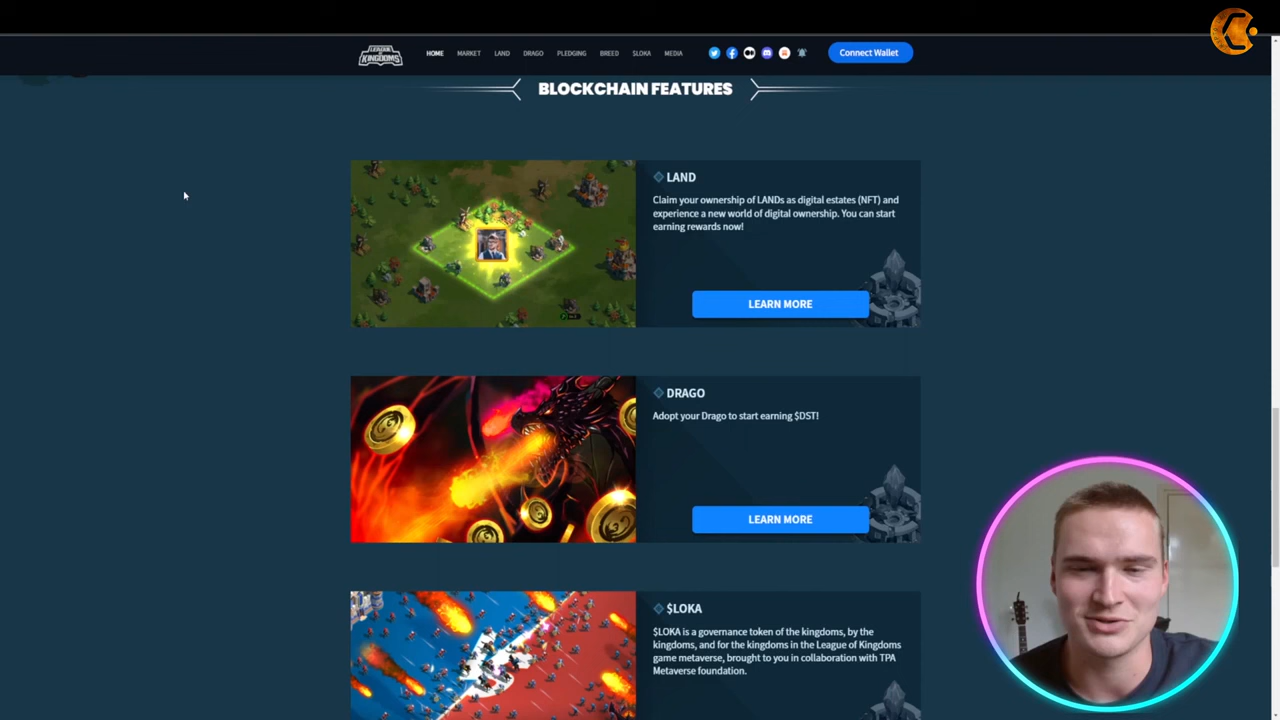 LEAGUE OF
KINGDOMS
HOME MARKET LAND DRAGO PLEDGING BREED $LOKA MEDIA
Connect Wallet
BLOCKCHAIN FEATURES
LAND
Claim your ownership of LANDs as digital estates (NFT) and
experience a new world of digital ownership. You can start
earning rewards now!
LEARN MORE
DRAGO
Adopt your Drago to start earning $DST!
LEARN MORE
$LOKA
$LOKA is a governance token of the kingdoms, by the
kingdoms, and for the kingdoms in the League of Kingdoms
game metaverse, brought to you in collaboration with TPA
Metaverse foundation.